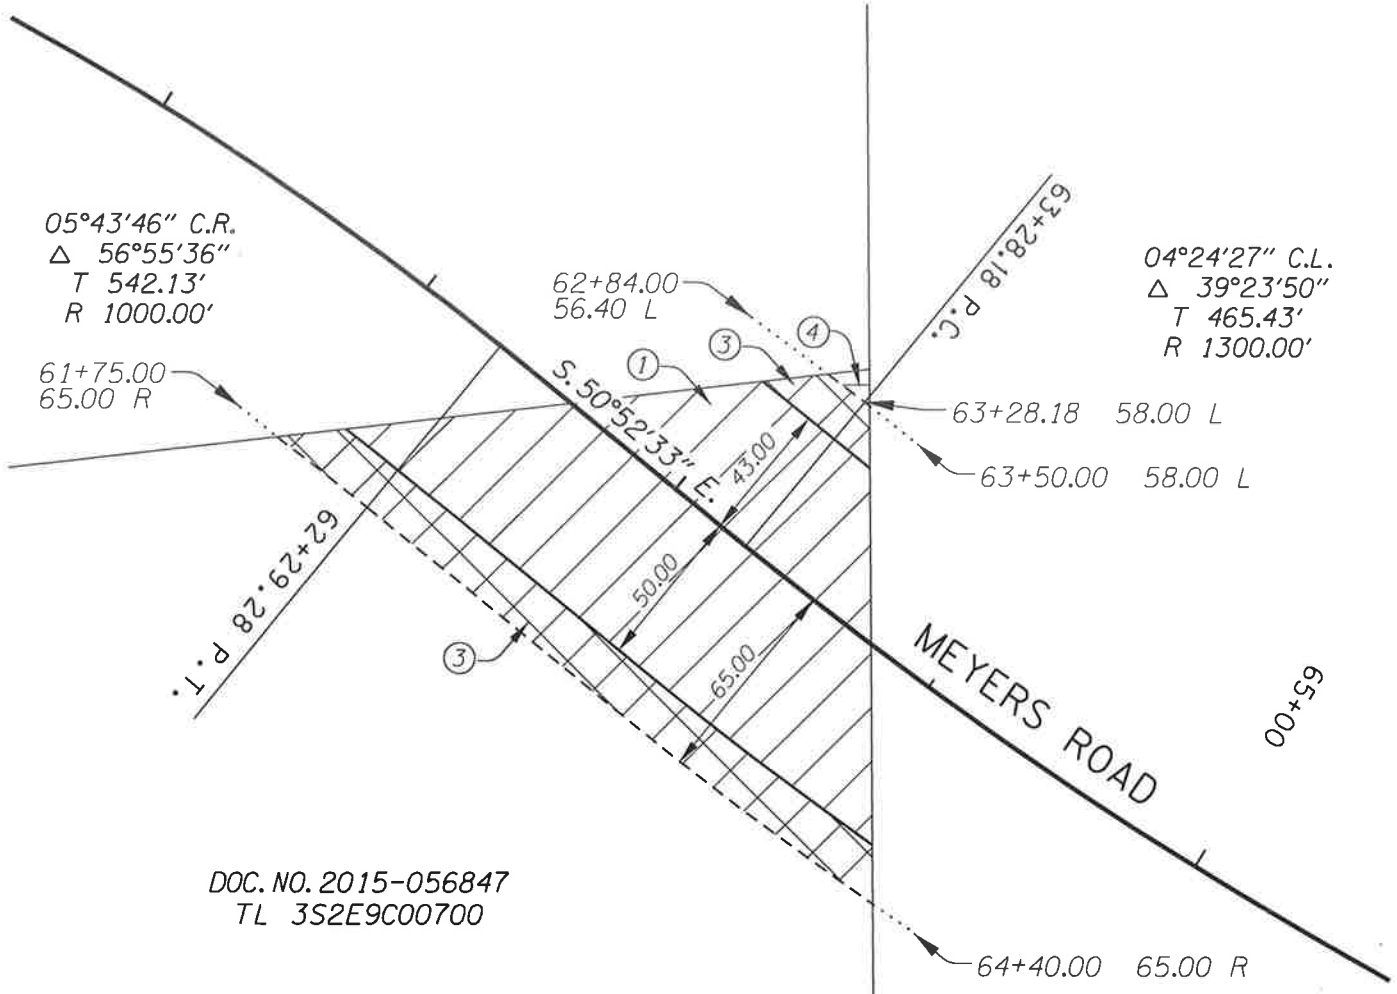 05°43'46" C.R.
△ 56°55'36"
T 542.13'
R 1000.00'
61+75.00
65.00 R
62+84.00
56.40 L
1
3
4
63+28.18 P.C.
04°24'27" C.L.
△ 39°23'50"
T 465.43'
R 1300.00'
63+28.18 58.00 L
63+50.00 58.00 L
S. 50°52'33" E.
43.00
50.00
65.00
62+29.28 P.T.
3
MEYERS ROAD
65+00
DOC. NO. 2015-056847
TL 3S2E9C00700
64+40.00 65.00 R